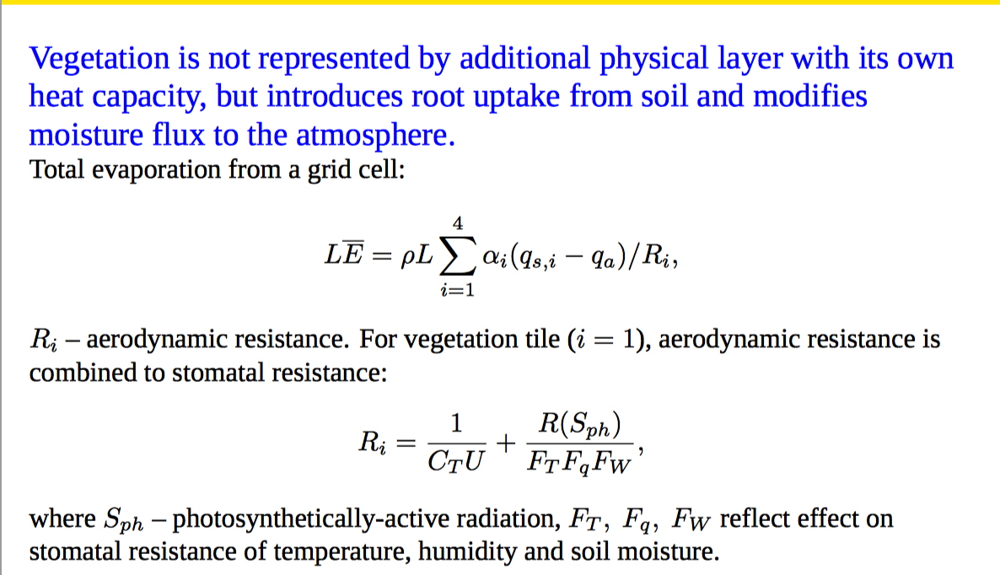 Vegetation is not represented by additional physical layer with its own
heat capacity, but introduces root uptake from soil and modifies
moisture flux to the atmosphere.
Total evaporation from a grid cell:
$L\overline{E} = \rho L \sum_{i=1}^{4} \alpha_i (q_{s,i} - q_a)/R_i,$
$R_i$ – aerodynamic resistance. For vegetation tile ($i = 1$), aerodynamic resistance is
combined to stomatal resistance:
$R_i = \frac{1}{C_T U} + \frac{R(S_{ph})}{F_T F_q F_W},$
where $S_{ph}$ – photosynthetically-active radiation, $F_T$, $F_q$, $F_W$ reflect effect on
stomatal resistance of temperature, humidity and soil moisture.